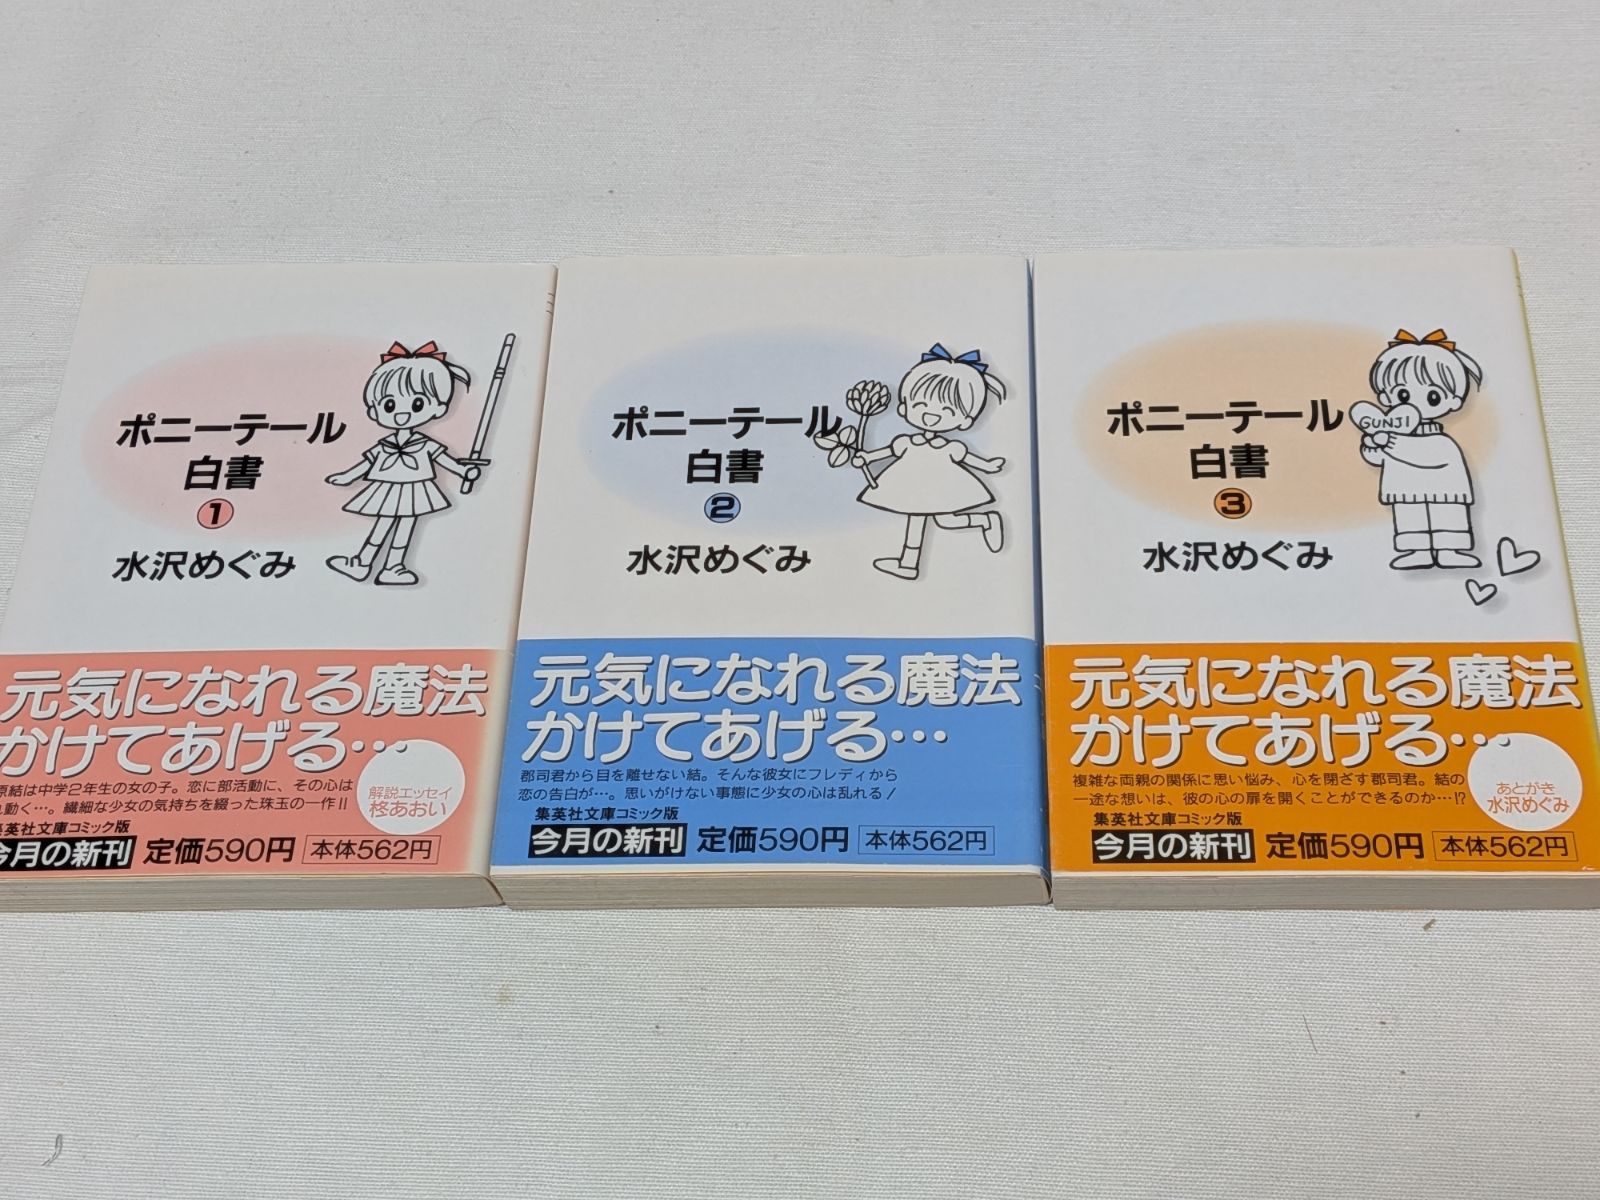 ポニーテール
白書
1
水沢めぐみ
元気になれる魔法
かけてあげる…
原結は中学2年生の女の子。恋に部活動に、その心は
動く…。繊細な少女の気持ちを綴った珠玉の一作!!
解説エッセイ
柊あおい
英社文庫コミック版
今月の新刊 定価590円 本体562円
ポニーテール
白書
2
水沢めぐみ
元気になれる魔法
かけてあげる…
郡司君から目を離せない結。そんな彼女にフレディから
恋の告白が…。思いがけない事態に少女の心は乱れる!
集英社文庫コミック版
今月の新刊 定価590円 本体562円
ポニーテール
白書
3
水沢めぐみ
GUNJI
元気になれる魔法
かけてあげる…
複雑な両親の関係に思い悩み、心を閉ざす郡司君。結の
一途な想いは、彼の心の扉を開くことができるのか…!?
あとがき
水沢めぐみ
集英社文庫コミック版
今月の新刊 定価590円 本体562円